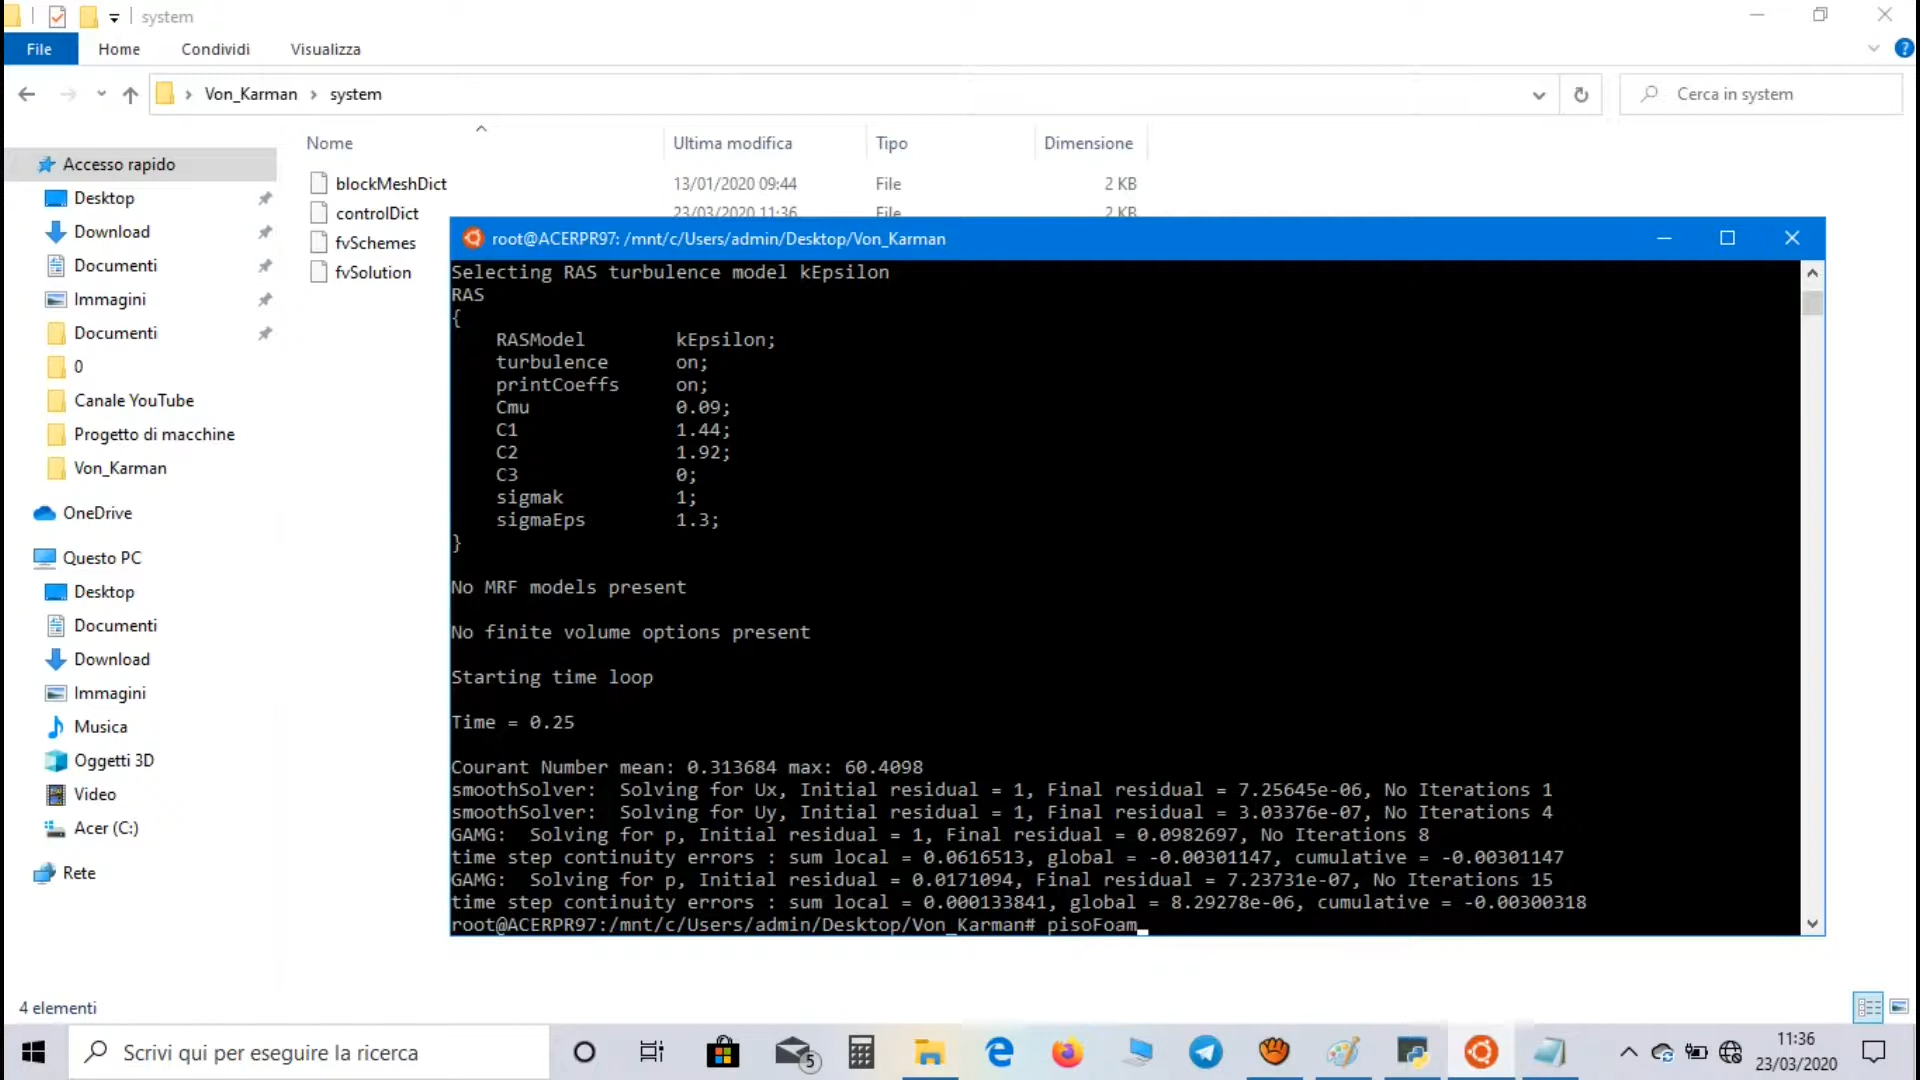 system
File Home Condividi Visualizza
Von_Karman system
Cerca in system
Nome Ultima modifica Tipo Dimensione
Accesso rapido
Desktop
Download
Documenti
Immagini
Documenti
0
Canale YouTube
Progetto di macchine
Von_Karman
OneDrive
Questo PC
Desktop
Documenti
Download
Immagini
Musica
Oggetti 3D
Video
Acer (C:)
Rete
blockMeshDict 13/01/2020 09:44 File 2 KB
controlDict 23/03/2020 11:36 File 2 KB
fvSchemes
fvSolution
root@ACERPR97: /mnt/c/Users/admin/Desktop/Von_Karman
Selecting RAS turbulence model kEpsilon
RAS
{
RASModel kEpsilon;
turbulence on;
printCoeffs on;
Cmu 0.09;
C1 1.44;
C2 1.92;
C3 0;
sigmak 1;
sigmaEps 1.3;
}
No MRF models present
No finite volume options present
Starting time loop
Time = 0.25
Courant Number mean: 0.313684 max: 60.4098
smoothSolver:  Solving for Ux, Initial residual = 1, Final residual = 7.25645e-06, No Iterations 1
smoothSolver:  Solving for Uy, Initial residual = 1, Final residual = 3.03376e-07, No Iterations 4
GAMG:  Solving for p, Initial residual = 1, Final residual = 0.0982697, No Iterations 8
time step continuity errors : sum local = 0.0616513, global = -0.00301147, cumulative = -0.00301147
GAMG:  Solving for p, Initial residual = 0.0171094, Final residual = 7.23731e-07, No Iterations 15
time step continuity errors : sum local = 0.000133841, global = 8.29278e-06, cumulative = -0.00300318
root@ACERPR97:/mnt/c/Users/admin/Desktop/Von_Karman# pisoFoam_
4 elementi
Scrivi qui per eseguire la ricerca
5
11:36
23/03/2020